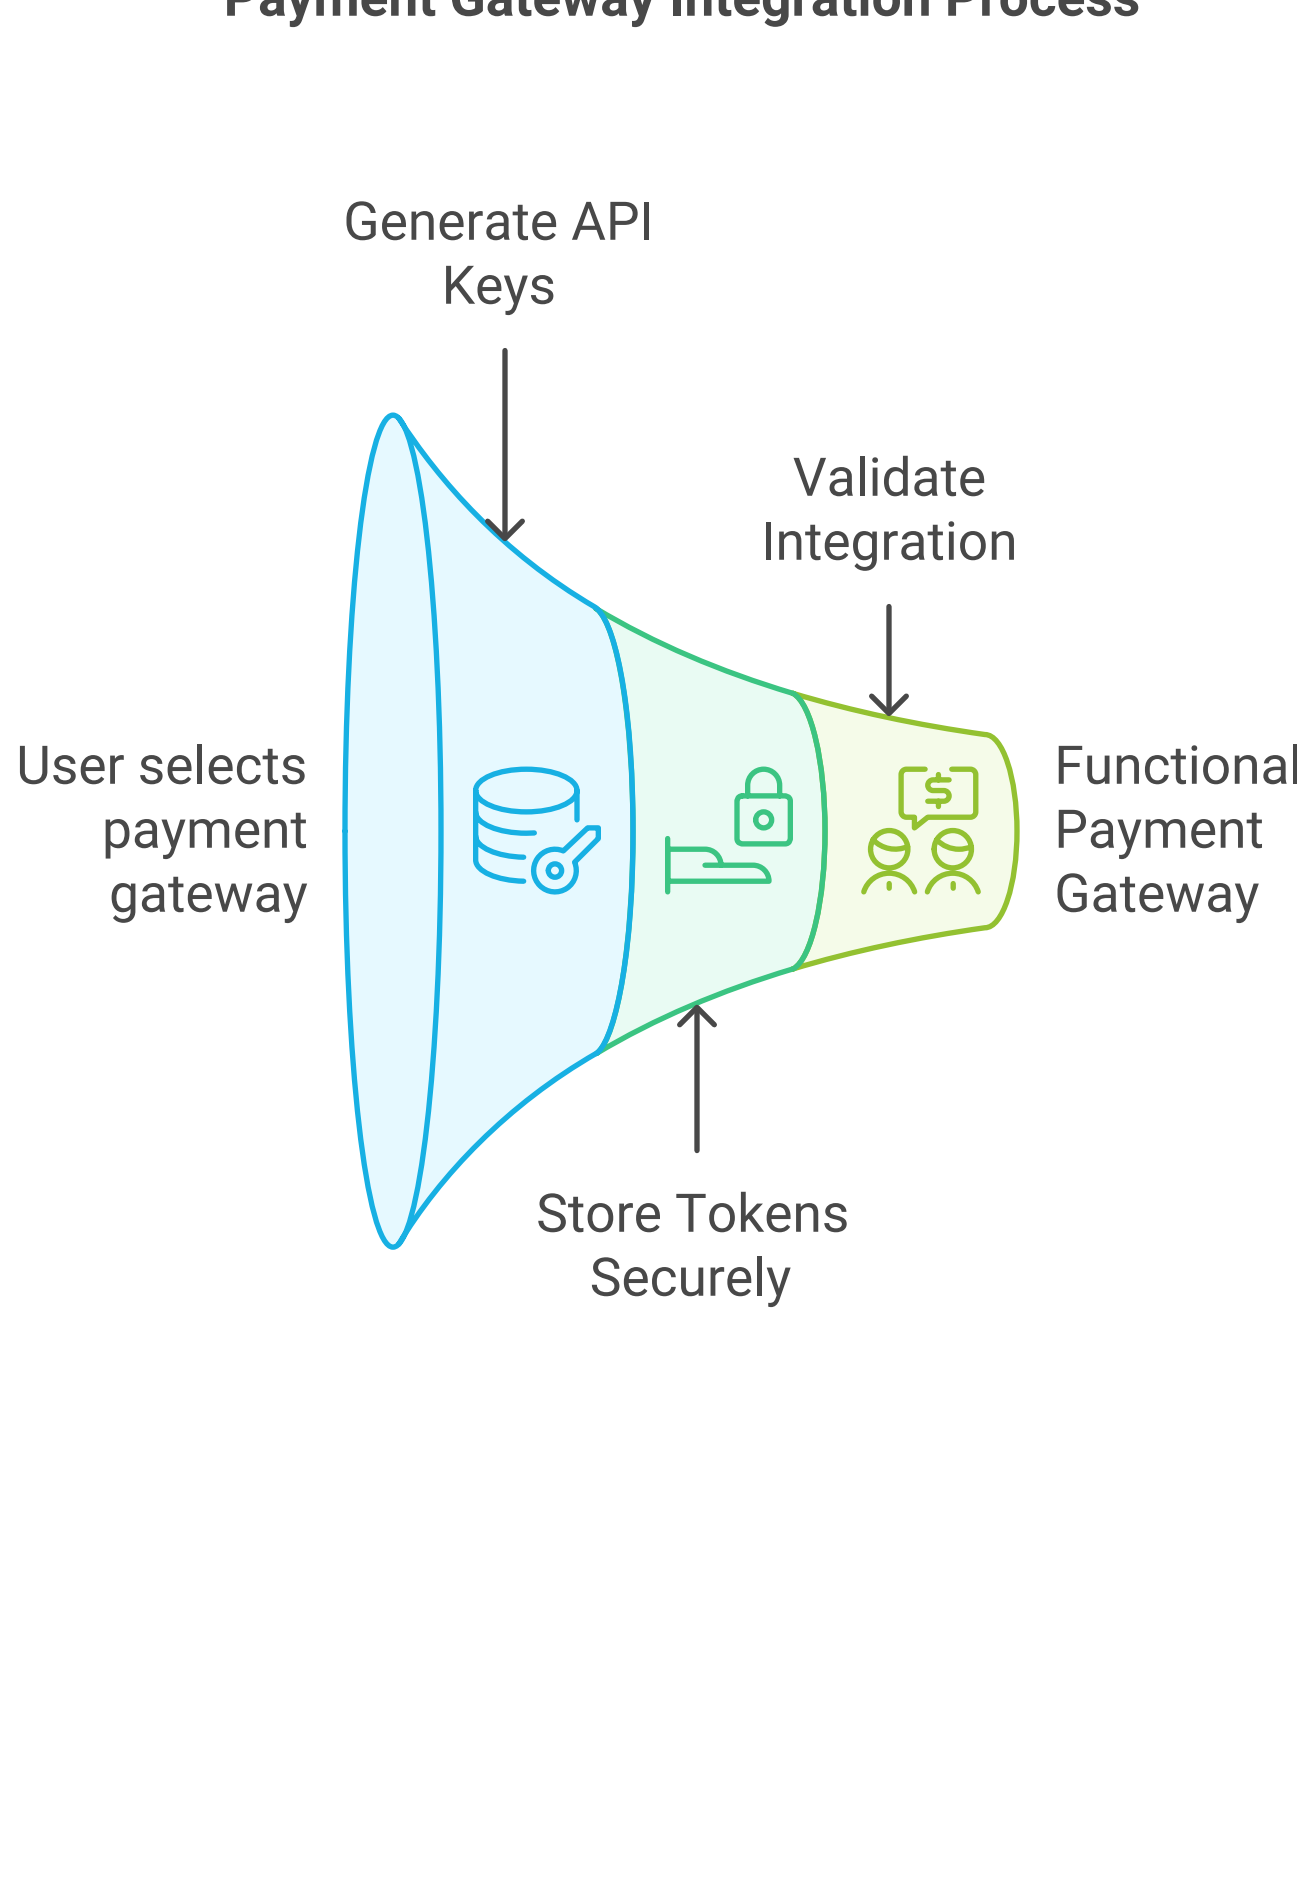 Payment Gateway Integration Process
Generate API
Keys
Validate
Integration
User selects
payment
gateway
Functional
Payment
Gateway
Store Tokens
Securely